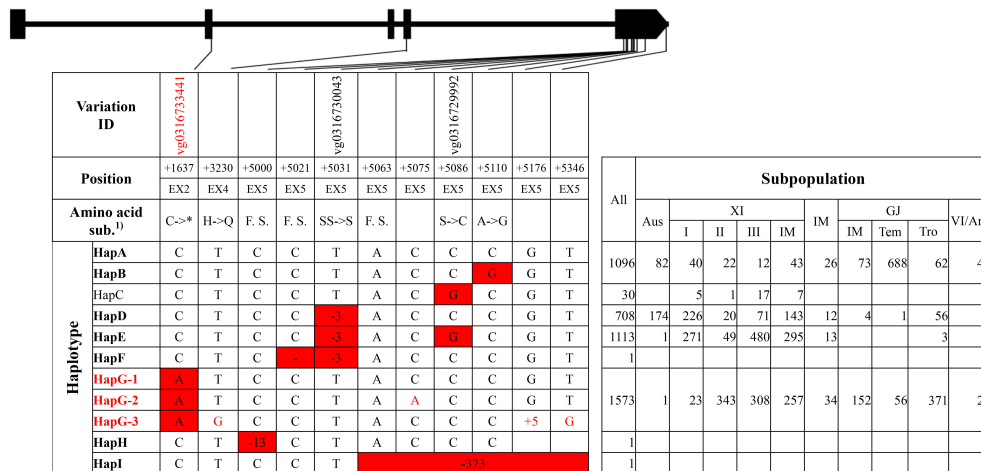 Variation ID vg0316733441 vg0316730043 vg0316729992
Position +1637 +3230 +5000 +5021 +5031 +5063 +5075 +5086 +5110 +5176 +5346
EX2 EX4 EX5 EX5 EX5 EX5 EX5 EX5 EX5 EX5 EX5
Amino acid sub.1) C->* H->Q F. S. F. S. SS->S F. S. S->C A->G
Haplotype
HapA C T C C T A C C C G T
HapB C T C C T A C C G G T
HapC C T C C T A C G C G T
HapD C T C C -3 A C C C G T
HapE C T C C -3 A C G C G T
HapF C T C - -3 A C C C G T
HapG-1 A T C C T A C C C G T
HapG-2 A T C C T A A C C G T
HapG-3 A G C C T A C C C +5 G
HapH C T -13 C T A C C C
HapI C T C C T -373
All Subpopulation
Aus XI IM GJ
I II III IM IM Tem Tro
1096 82 40 22 12 43 26 73 688 62
30 5 1 17 7
708 174 226 20 71 143 12 4 1 56
1113 1 271 49 480 295 13 3
1
1573 1 23 343 308 257 34 152 56 371
1
1